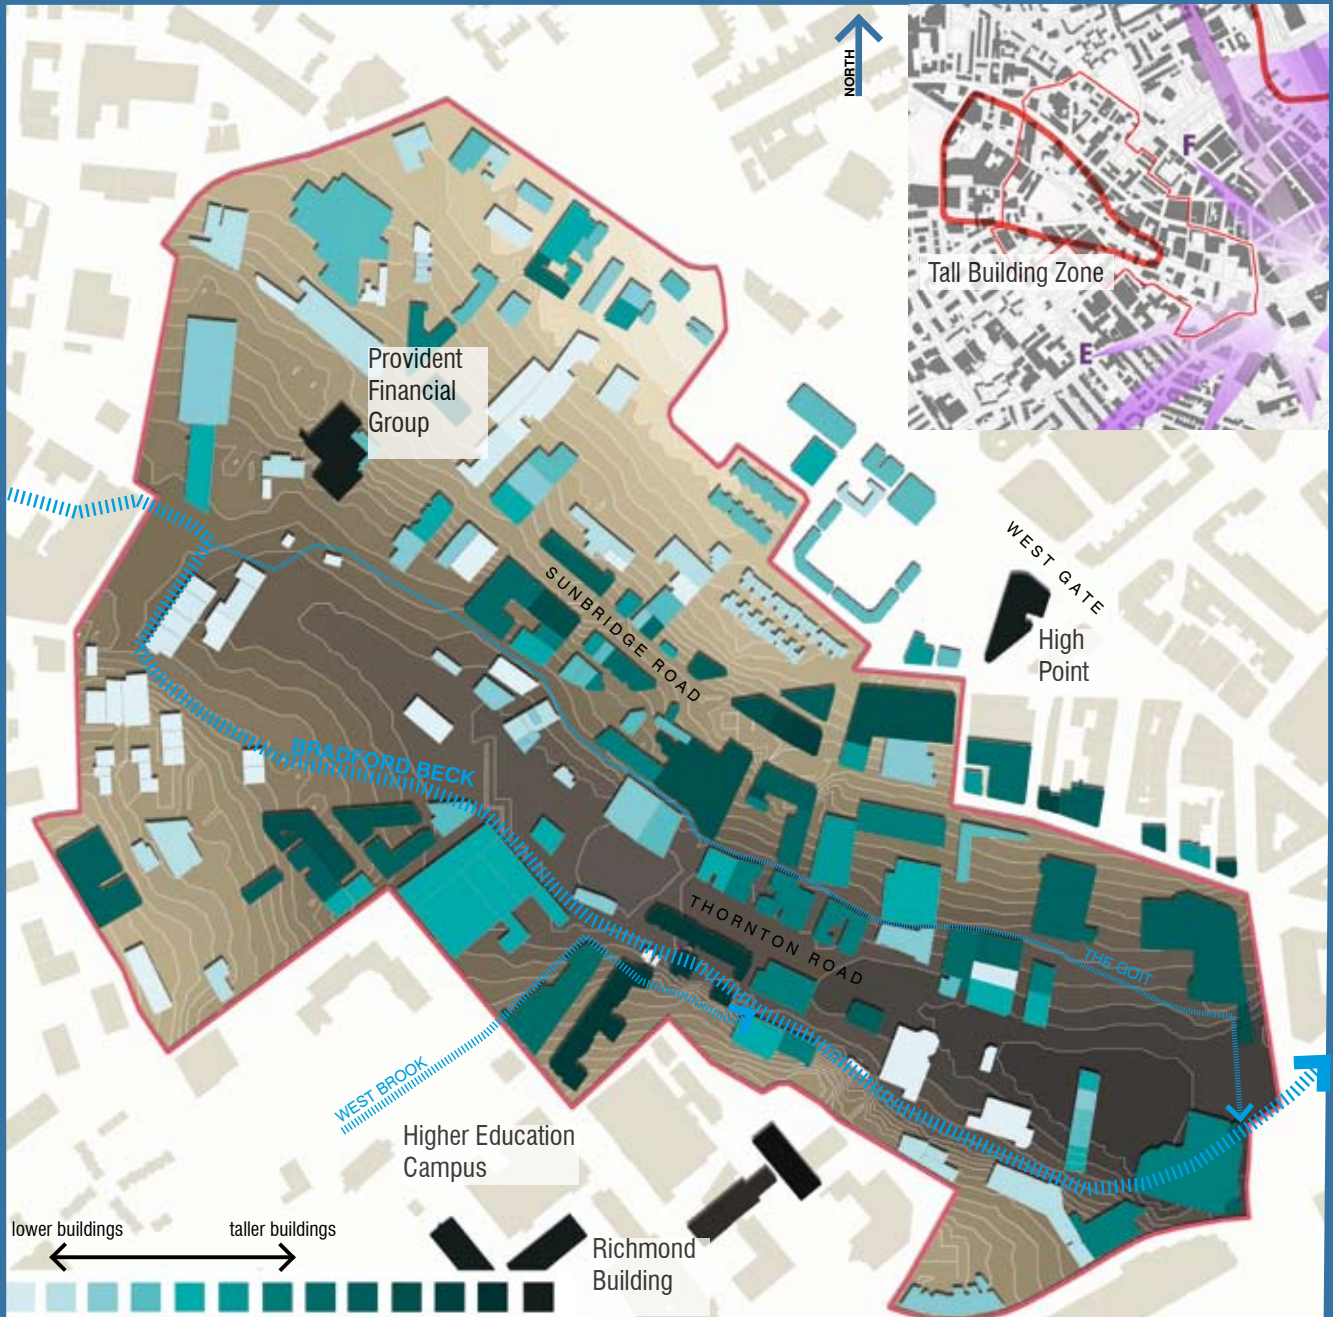 NORTH
F
Tall Building Zone
E
Provident
Financial
Group
WEST GATE
High
Point
SUNBRIDGE ROAD
BRADFORD BECK
THORNTON ROAD
THE GOIT
WEST BROOK
Higher Education
Campus
lower buildings
taller buildings
Richmond
Building